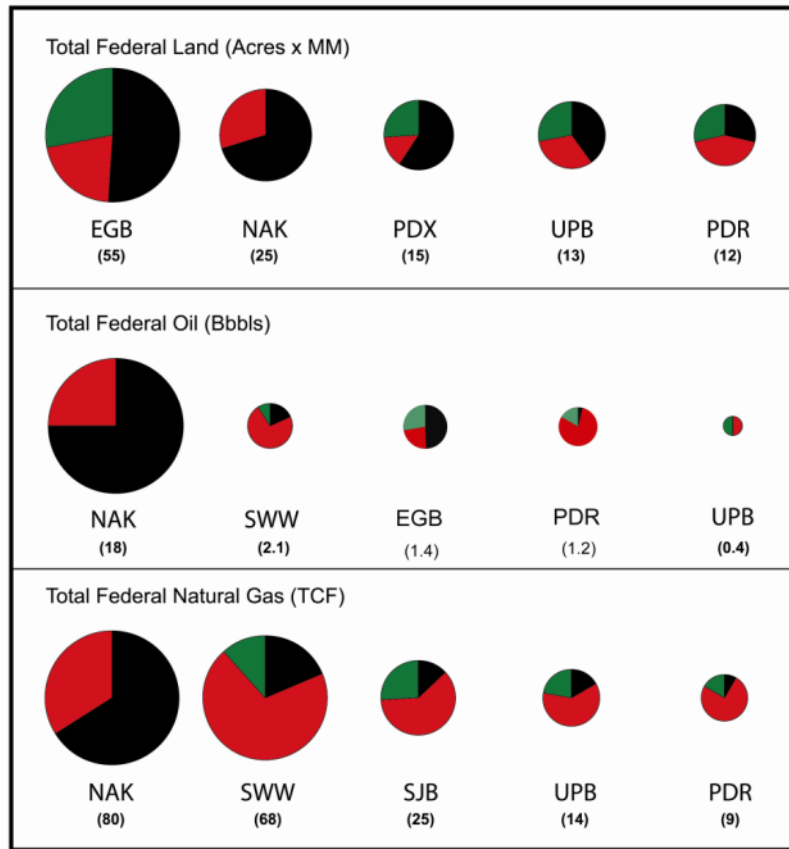 Total Federal Land (Acres x MM)
EGB NAK PDX UPB PDR
(55) (25) (15) (13) (12)
Total Federal Oil (Bbbls)
NAK SWW EGB PDR UPB
(18) (2.1) (1.4) (1.2) (0.4)
Total Federal Natural Gas (TCF)
NAK SWW SJB UPB PDR
(80) (68) (25) (14) (9)